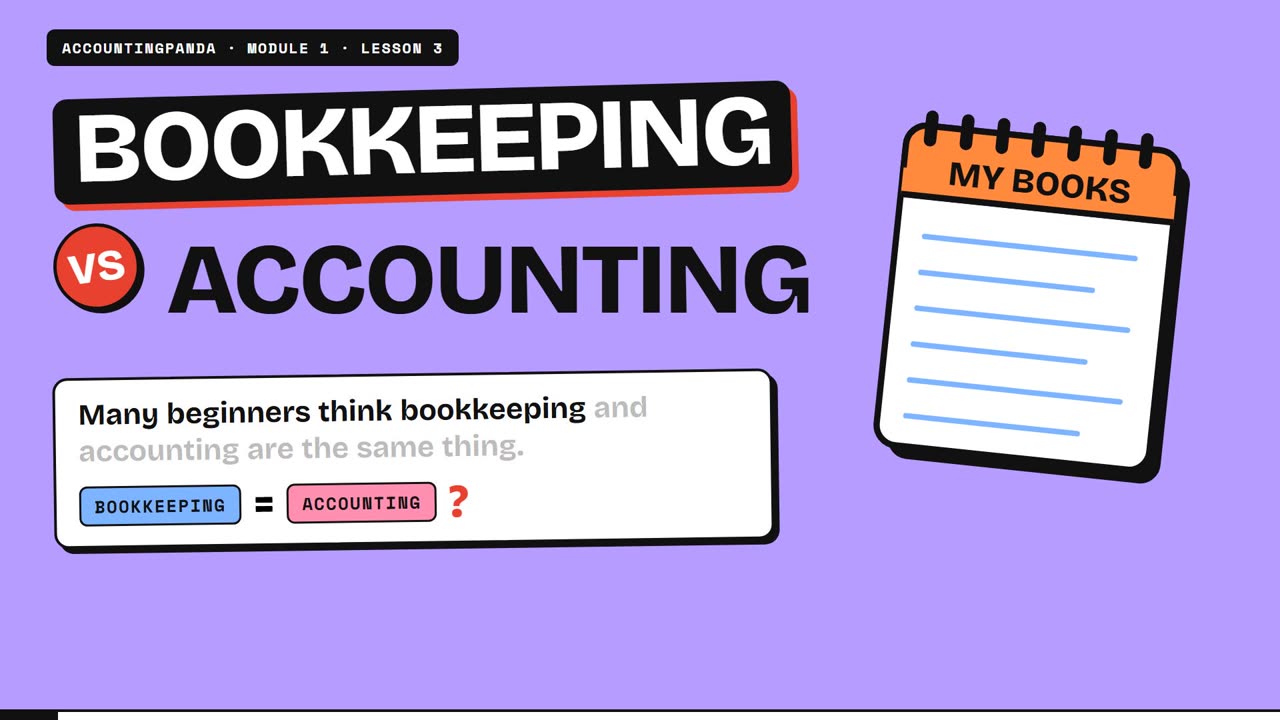 ACCOUNTINGPANDA · MODULE 1 · LESSON 3
BOOKKEEPING
VS ACCOUNTING
MY BOOKS
Many beginners think bookkeeping and
accounting are the same thing.
BOOKKEEPING = ACCOUNTING ?